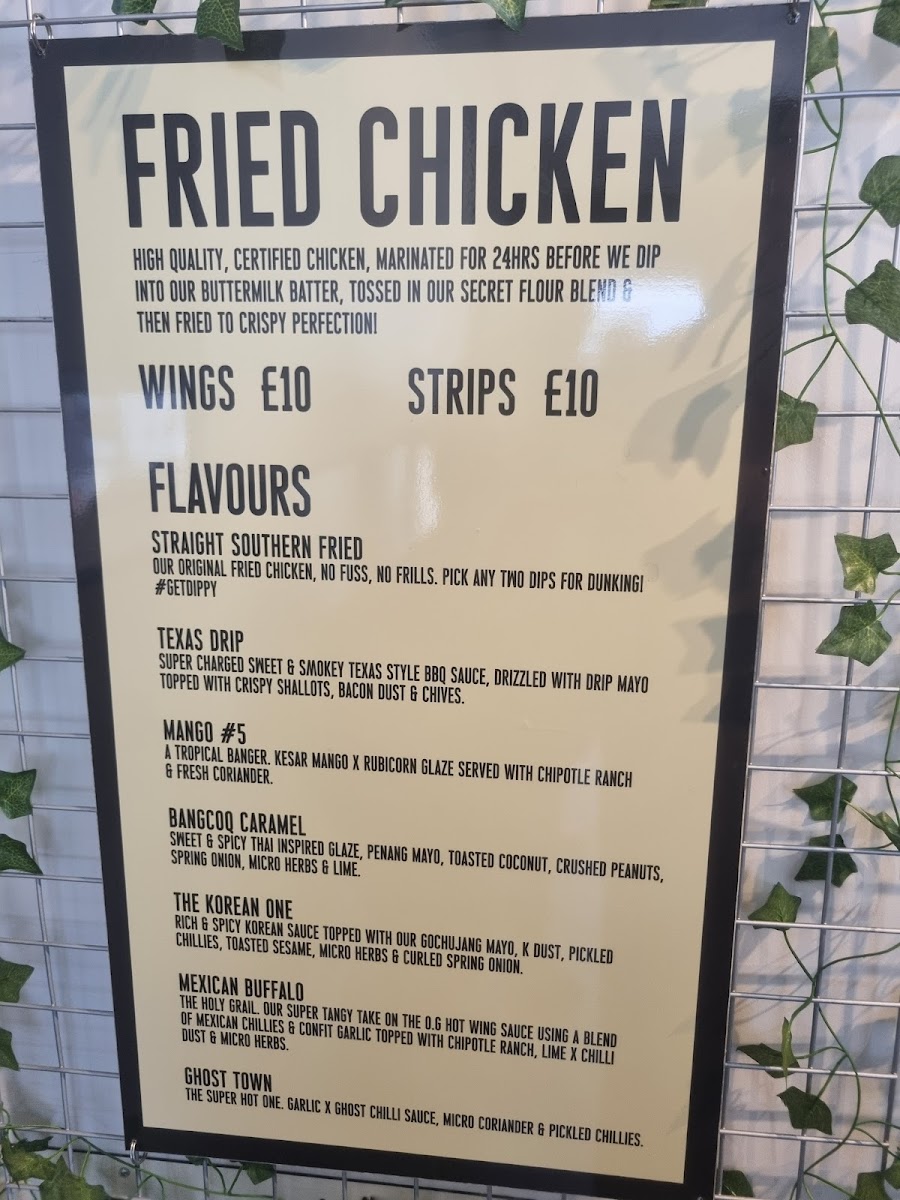 FRIED CHICKEN
HIGH QUALITY, CERTIFIED CHICKEN, MARINATED FOR 24HRS BEFORE WE DIP
INTO OUR BUTTERMILK BATTER, TOSSED IN OUR SECRET FLOUR BLEND &
THEN FRIED TO CRISPY PERFECTION!
WINGS £10 STRIPS £10
FLAVOURS
STRAIGHT SOUTHERN FRIED
OUR ORIGINAL FRIED CHICKEN, NO FUSS, NO FRILLS. PICK ANY TWO DIPS FOR DUNKING!
#GETDIPPY
TEXAS DRIP
SUPER CHARGED SWEET & SMOKEY TEXAS STYLE BBQ SAUCE, DRIZZLED WITH DRIP MAYO
TOPPED WITH CRISPY SHALLOTS, BACON DUST & CHIVES.
MANGO #5
A TROPICAL BANGER. KESAR MANGO X RUBICORN GLAZE SERVED WITH CHIPOTLE RANCH
& FRESH CORIANDER.
BANGCOQ CARAMEL
SWEET & SPICY THAI INSPIRED GLAZE, PENANG MAYO, TOASTED COCONUT, CRUSHED PEANUTS,
SPRING ONION, MICRO HERBS & LIME.
THE KOREAN ONE
RICH & SPICY KOREAN SAUCE TOPPED WITH OUR GOCHUJANG MAYO, K DUST, PICKLED
CHILLIES, TOASTED SESAME, MICRO HERBS & CURLED SPRING ONION.
MEXICAN BUFFALO
THE HOLY GRAIL. OUR SUPER TANGY TAKE ON THE O.G HOT WING SAUCE USING A BLEND
OF MEXICAN CHILLIES & CONFIT GARLIC TOPPED WITH CHIPOTLE RANCH, LIME X CHILLI
DUST & MICRO HERBS.
GHOST TOWN
THE SUPER HOT ONE. GARLIC X GHOST CHILLI SAUCE, MICRO CORIANDER & PICKLED CHILLIES.